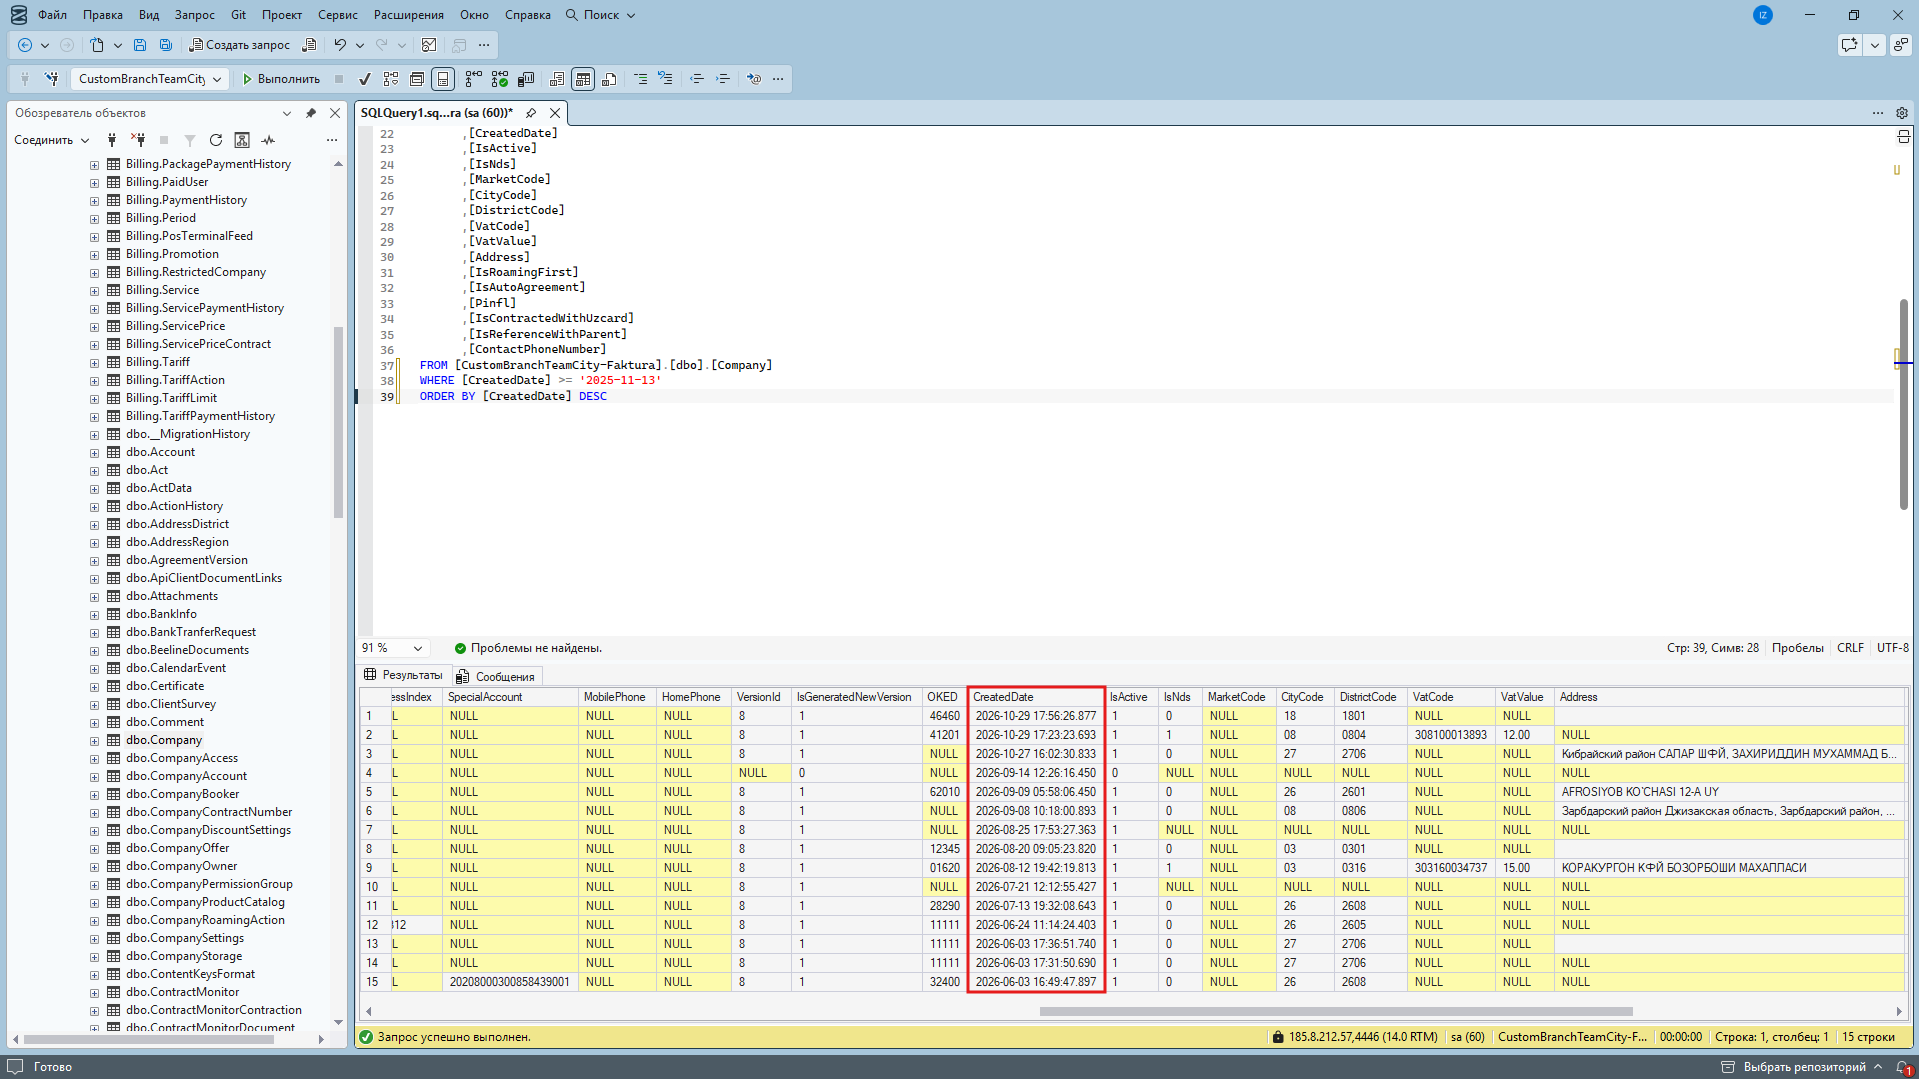 Файл Правка Вид Запрос Git Проект Сервис Расширения Окно Справка Поиск IZ
Создать запрос
CustomBranchTeamCity Выполнить
Обозреватель объектов
Соединить
Billing.PackagePaymentHistory
Billing.PaidUser
Billing.PaymentHistory
Billing.Period
Billing.PosTerminalFeed
Billing.Promotion
Billing.RestrictedCompany
Billing.Service
Billing.ServicePaymentHistory
Billing.ServicePrice
Billing.ServicePriceContract
Billing.Tariff
Billing.TariffAction
Billing.TariffLimit
Billing.TariffPaymentHistory
dbo.__MigrationHistory
dbo.Account
dbo.Act
dbo.ActData
dbo.ActionHistory
dbo.AddressDistrict
dbo.AddressRegion
dbo.AgreementVersion
dbo.ApiClientDocumentLinks
dbo.Attachments
dbo.BankInfo
dbo.BankTranferRequest
dbo.BeelineDocuments
dbo.CalendarEvent
dbo.Certificate
dbo.ClientSurvey
dbo.Comment
dbo.Company
dbo.CompanyAccess
dbo.CompanyAccount
dbo.CompanyBooker
dbo.CompanyContractNumber
dbo.CompanyDiscountSettings
dbo.CompanyOffer
dbo.CompanyOwner
dbo.CompanyPermissionGroup
dbo.CompanyProductCatalog
dbo.CompanyRoamingAction
dbo.CompanySettings
dbo.CompanyStorage
dbo.ContentKeysFormat
dbo.ContractMonitor
dbo.ContractMonitorContraction
dbo.ContractMonitorDocument
SQLQuery1.sq...ra (sa (60))*
22 ,[CreatedDate]
23 ,[IsActive]
24 ,[IsNds]
25 ,[MarketCode]
26 ,[CityCode]
27 ,[DistrictCode]
28 ,[VatCode]
29 ,[VatValue]
30 ,[Address]
31 ,[IsRoamingFirst]
32 ,[IsAutoAgreement]
33 ,[Pinfl]
34 ,[IsContractedWithUzcard]
35 ,[IsReferenceWithParent]
36 ,[ContactPhoneNumber]
37 FROM [CustomBranchTeamCity-Faktura].[dbo].[Company]
38 WHERE [CreatedDate] >= '2025-11-13'
39 ORDER BY [CreatedDate] DESC
91 % Проблемы не найдены. Стр: 39, Симв: 28 Пробелы CRLF UTF-8
Результаты Сообщения
essIndex SpecialAccount MobilePhone HomePhone VersionId IsGeneratedNewVersion OKED CreatedDate IsActive IsNds MarketCode CityCode DistrictCode VatCode VatValue Address
1 L NULL NULL NULL 8 1 46460 2026-10-29 17:56:26.877 1 0 NULL 18 1801 NULL NULL
2 L NULL NULL NULL 8 1 41201 2026-10-29 17:23:23.693 1 1 NULL 08 0804 308100013893 12.00 NULL
3 L NULL NULL NULL 8 1 NULL 2026-10-27 16:02:30.833 1 0 NULL 27 2706 NULL NULL Кибрайский район САПАР ШФЙ, ЗАХИРИДДИН МУХАММАД Б...
4 L NULL NULL NULL NULL 0 NULL 2026-09-14 12:26:16.450 0 NULL NULL NULL NULL NULL NULL NULL
5 L NULL NULL NULL 8 1 62010 2026-09-09 05:58:06.450 1 0 NULL 26 2601 NULL NULL AFROSIYOB KO`CHASI 12-A UY
6 L NULL NULL NULL 8 1 NULL 2026-09-08 10:18:00.893 1 0 NULL 08 0806 NULL NULL Зарбдарский район Джизакская область, Зарбдарский район, ...
7 L NULL NULL NULL 8 1 NULL 2026-08-25 17:53:27.363 1 NULL NULL NULL NULL NULL NULL NULL
8 L NULL NULL NULL 8 1 12345 2026-08-20 09:05:23.820 1 0 NULL 03 0301 NULL NULL
9 L NULL NULL NULL 8 1 01620 2026-08-12 19:42:19.813 1 1 NULL 03 0316 303160034737 15.00 КОРАКУРГОН КФЙ БОЗОРБОШИ МАХАЛЛАСИ
10 L NULL NULL NULL 8 1 NULL 2026-07-21 12:12:55.427 1 NULL NULL NULL NULL NULL NULL NULL
11 L NULL NULL NULL 8 1 28290 2026-07-13 19:32:08.643 1 0 NULL 26 2608 NULL NULL NULL
12 312 NULL NULL NULL 8 1 11111 2026-06-24 11:14:24.403 1 0 NULL 26 2605 NULL NULL NULL
13 L NULL NULL NULL 8 1 11111 2026-06-03 17:36:51.740 1 0 NULL 27 2706 NULL NULL
14 L NULL NULL NULL 8 1 11111 2026-06-03 17:31:50.690 1 0 NULL 27 2706 NULL NULL NULL
15 L 20208000300858439001 NULL NULL 8 1 32400 2026-06-03 16:49:47.897 1 0 NULL 26 2608 NULL NULL NULL
Запрос успешно выполнен. 185.8.212.57,4446 (14.0 RTM) sa (60) CustomBranchTeamCity-F... 00:00:00 Строка: 1, столбец: 1 15 строки
Готово Выбрать репозиторий 1